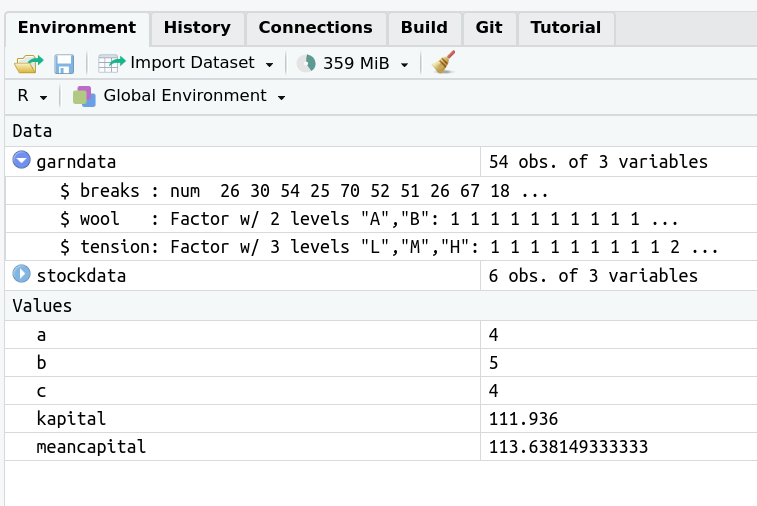 Environment History Connections Build Git Tutorial
Import Dataset 359 MiB
R Global Environment
Data
garndata 54 obs. of 3 variables
$ breaks : num 26 30 54 25 70 52 51 26 67 18 ...
$ wool : Factor w/ 2 levels "A","B": 1 1 1 1 1 1 1 1 1 1 ...
$ tension: Factor w/ 3 levels "L","M","H": 1 1 1 1 1 1 1 1 1 2 ...
stockdata 6 obs. of 3 variables
Values
a 4
b 5
c 4
kapital 111.936
meancapital 113.638149333333